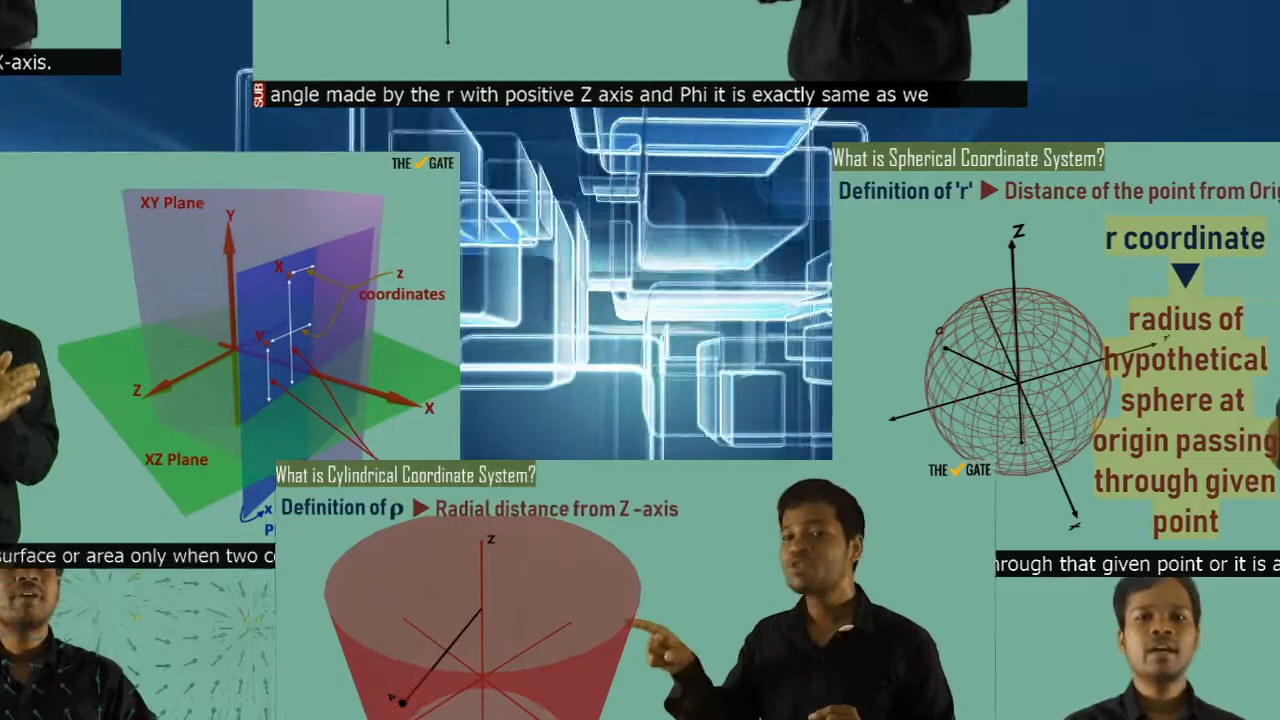 X-axis.
SUB
angle made by the r with positive Z axis and Phi it is exactly same as we
THE GATE
XY Plane
Y
X
z
coordinates
Y
Z
X
XZ Plane
surface or area only when two
What is Spherical Coordinate System?
Definition of 'r' ▶ Distance of the point from
Z
r coordinate
radius of
hypothetical
sphere at
origin passing
through given
point
THE GATE
through that given point or it is a
What is Cylindrical Coordinate System?
Definition of ρ ▶ Radial distance from Z -axis
Z